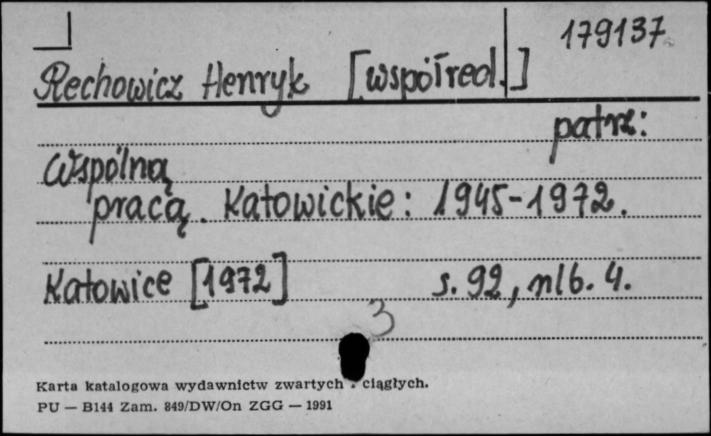 179137
Rechowicz Henryk [współred.]
patrz:
Wspólną
pracą. Katowickie: 1945-1972.
Katowice [1972] s. 92, nlb. 4.
3
Karta katalogowa wydawnictw zwartych . ciągłych.
PU — B144 Zam. 849/DW/On ZGG — 1991